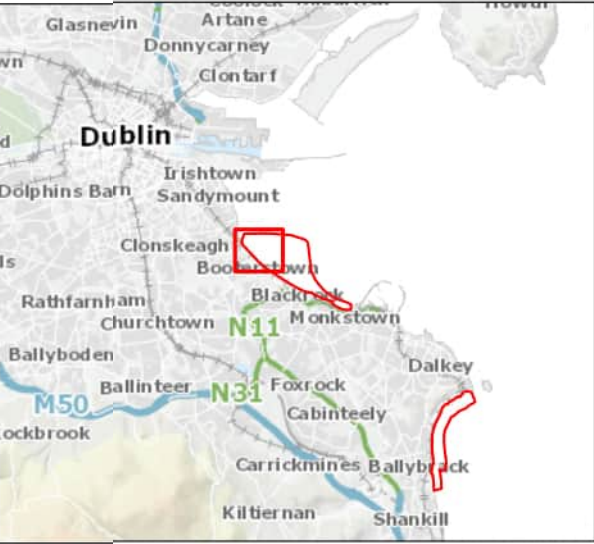 Glasnevin
Artane
Donnycarney
Clontarf
Dublin
Irishtown
Dolphins Barn
Sandymount
Clonskeagh
Booterstown
Blackrock
Rathfarnham
Churchtown
N11
Monkstown
Ballyboden
Dalkey
Ballinteer
N31
Foxrock
M50
Cabinteely
ockbrook
Carrickmines
Ballybrack
Kiltiernan
Shankill